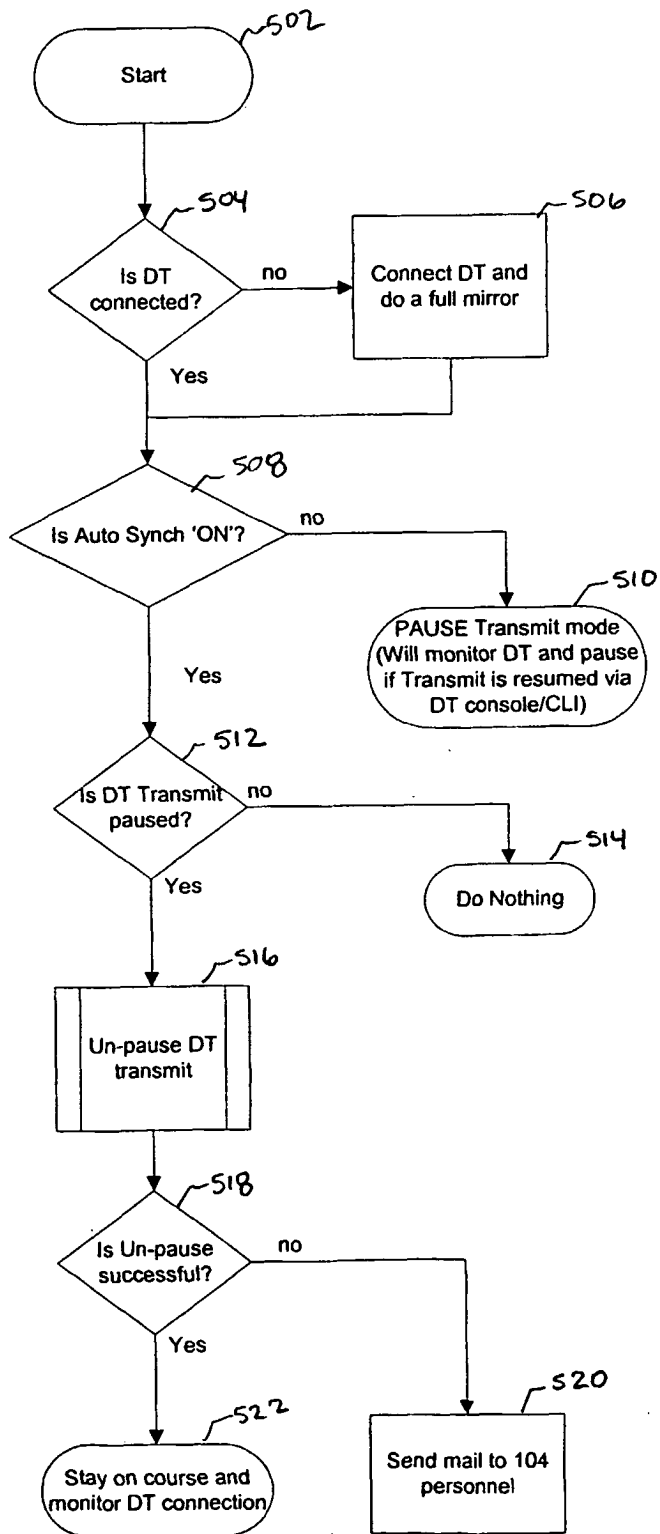 502
Start
504
506
Is DT
connected?
no
Connect DT and
do a full mirror
Yes
508
Is Auto Synch 'ON'?
no
510
PAUSE Transmit mode
(Will monitor DT and pause
if Transmit is resumed via
DT console/CLI)
Yes
512
Is DT Transmit
paused?
no
514
Do Nothing
Yes
516
Un-pause DT
transmit
518
Is Un-pause
successful?
no
Yes
520
522
Send mail to 104
personnel
Stay on course and
monitor DT connection